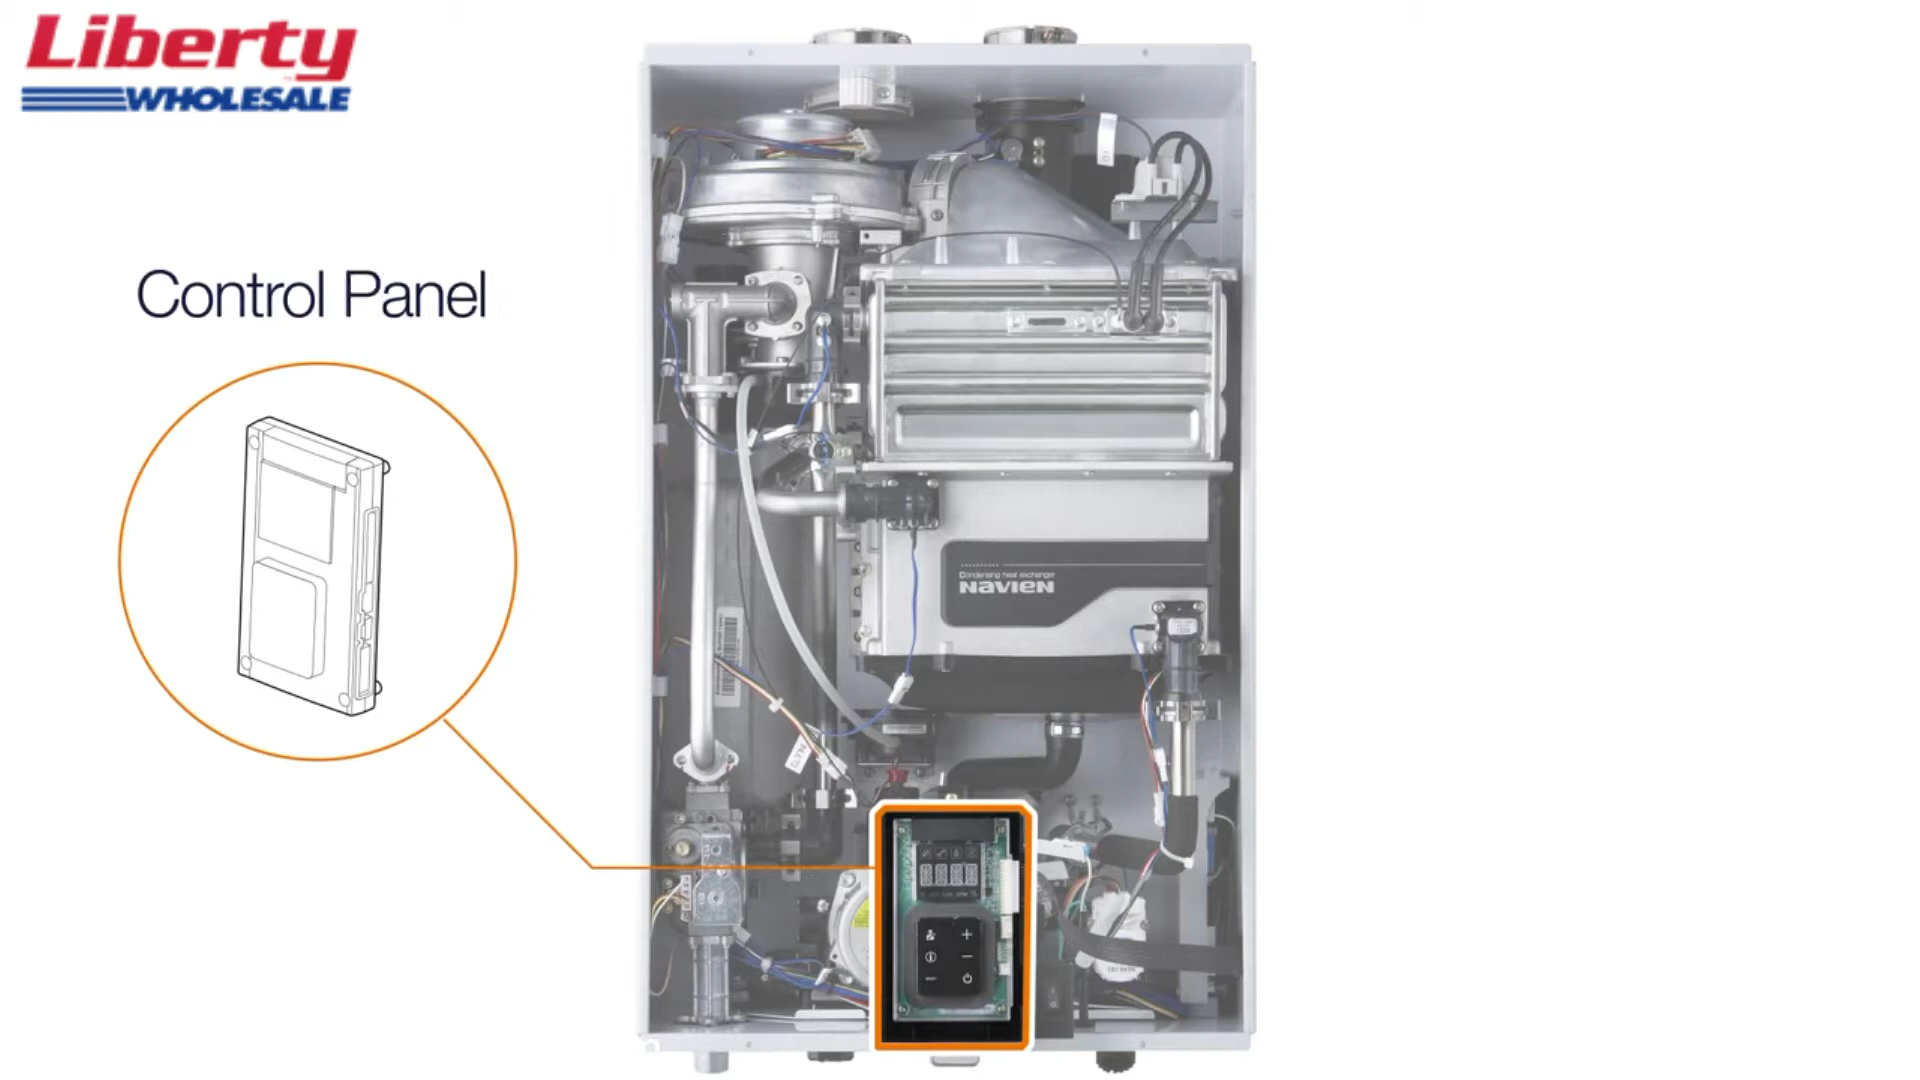 Liberty
WHOLESALE
Control Panel
Condensing heat exchanger
NAVIEN